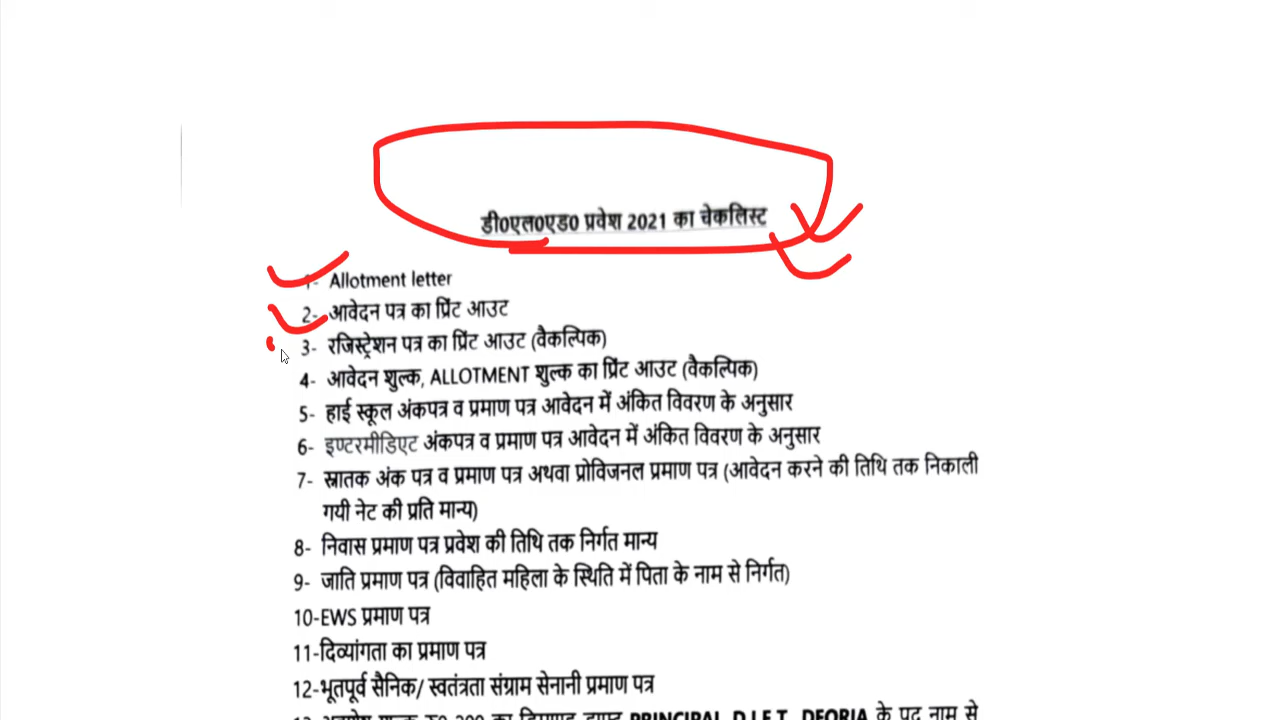 डी०एल०एड० प्रवेश 2021 का चेकलिस्ट
1- Allotment letter
2- आवेदन पत्र का प्रिंट आउट
3- रजिस्ट्रेशन पत्र का प्रिंट आउट (वैकल्पिक)
4- आवेदन शुल्क, ALLOTMENT शुल्क का प्रिंट आउट (वैकल्पिक)
5- हाई स्कूल अंकपत्र व प्रमाण पत्र आवेदन में अंकित विवरण के अनुसार
6- इण्टरमीडिएट अंकपत्र व प्रमाण पत्र आवेदन में अंकित विवरण के अनुसार
7- स्नातक अंक पत्र व प्रमाण पत्र अथवा प्रोविजनल प्रमाण पत्र (आवेदन करने की तिथि तक निकाली
गयी नेट की प्रति मान्य)
8- निवास प्रमाण पत्र प्रवेश की तिथि तक निर्गत मान्य
9- जाति प्रमाण पत्र (विवाहित महिला के स्थिति में पिता के नाम से निर्गत)
10-EWS प्रमाण पत्र
11-दिव्यांगता का प्रमाण पत्र
12-भूतपूर्व सैनिक/ स्वतंत्रता संग्राम सेनानी प्रमाण पत्र
PRINCIPAL D.I.E.T. DEORIA के पद नाम से